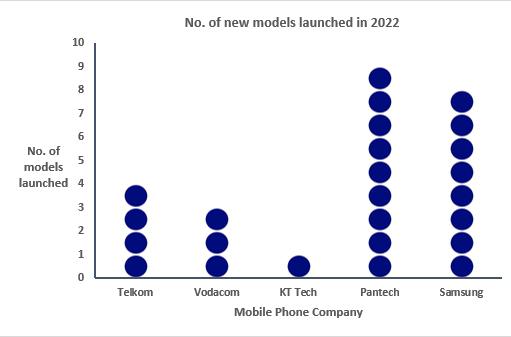 No. of new models launched in 2022
10
9
8
7
6
5
4
3
2
1
0
No. of
models
launched
Telkom Vodacom KT Tech Pantech Samsung
Mobile Phone Company